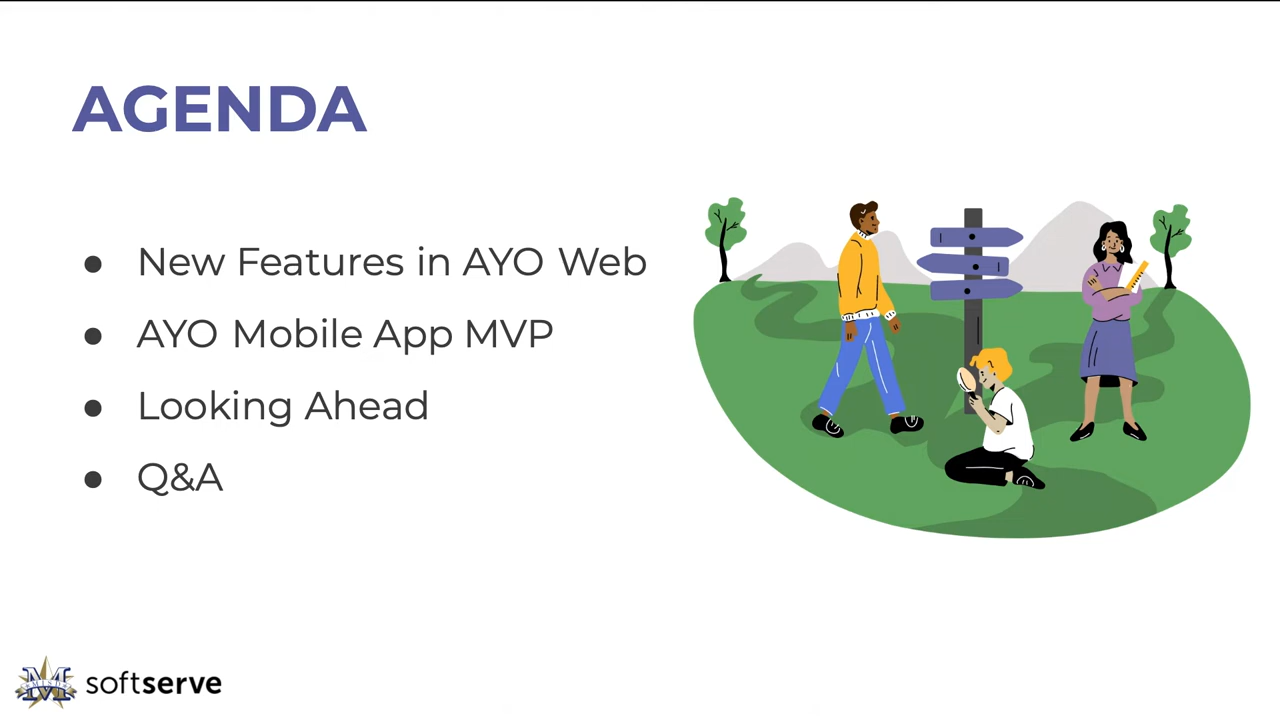 AGENDA
● New Features in AYO Web
● AYO Mobile App MVP
● Looking Ahead
● Q&A
M
softserve